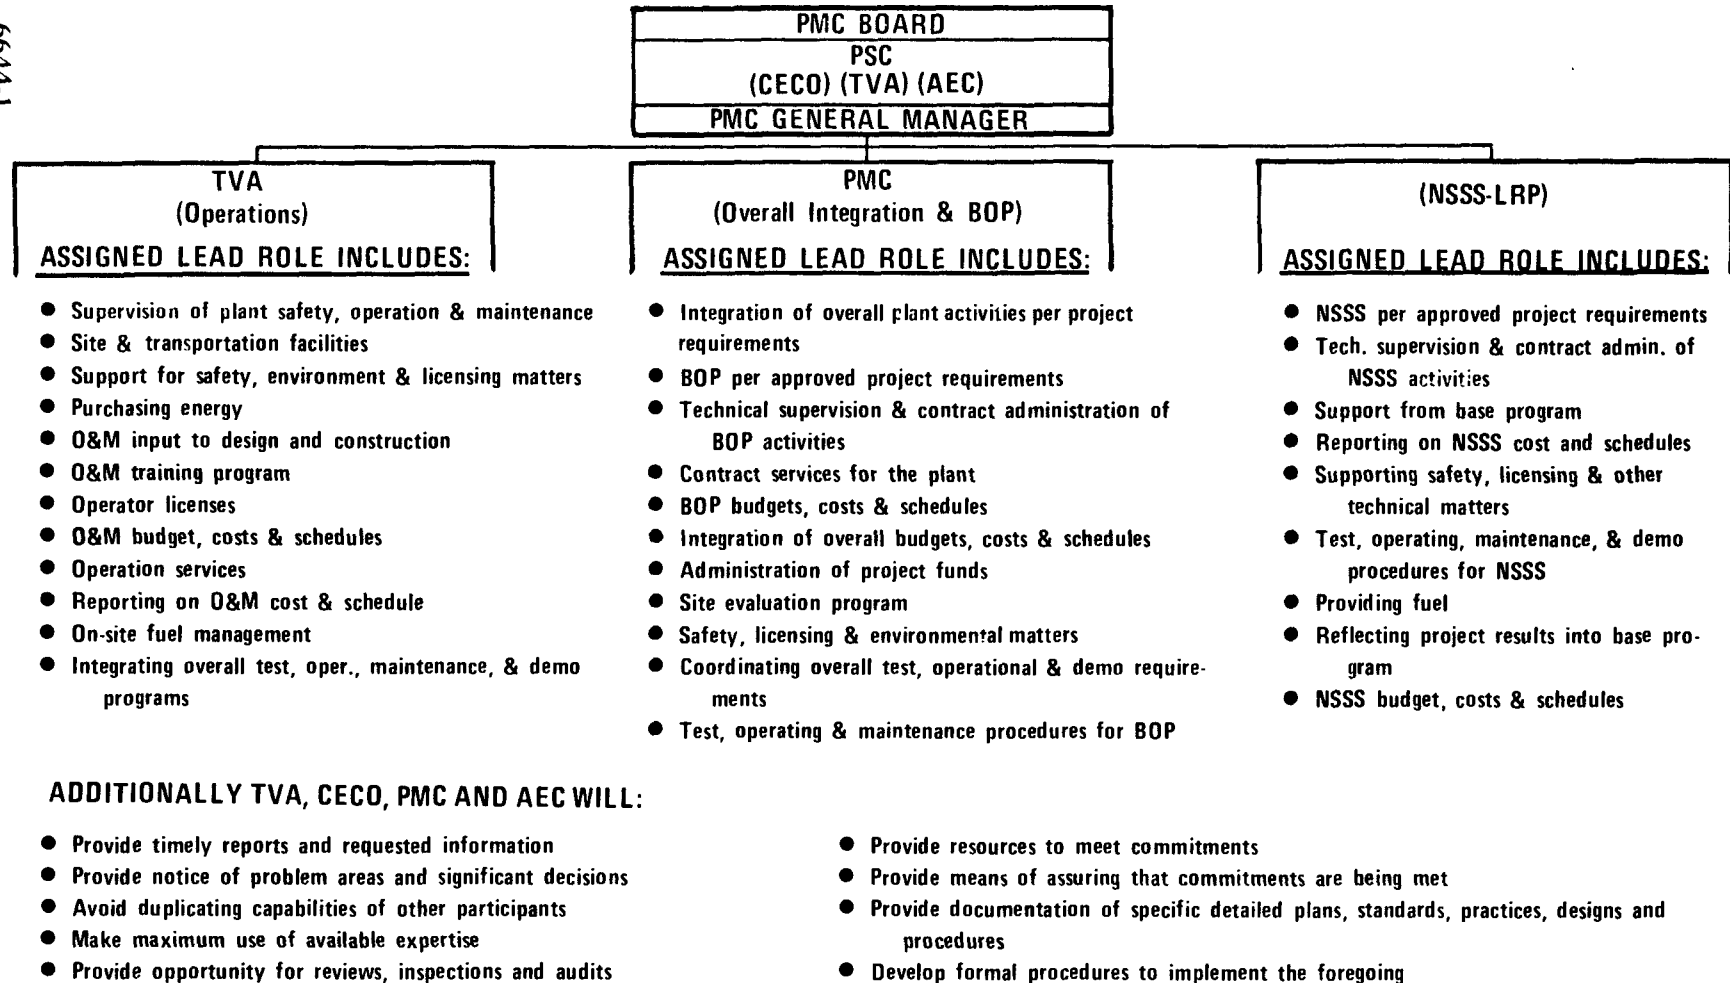 6644-1
PMC BOARD
PSC
(CECO) (TVA) (AEC)
PMC GENERAL MANAGER
TVA
(Operations)
ASSIGNED LEAD ROLE INCLUDES:
● Supervision of plant safety, operation & maintenance
● Site & transportation facilities
● Support for safety, environment & licensing matters
● Purchasing energy
● O&M input to design and construction
● O&M training program
● Operator licenses
● O&M budget, costs & schedules
● Operation services
● Reporting on O&M cost & schedule
● On-site fuel management
● Integrating overall test, oper., maintenance, & demo
programs
PMC
(Overall Integration & BOP)
ASSIGNED LEAD ROLE INCLUDES:
● Integration of overall plant activities per project
requirements
● BOP per approved project requirements
● Technical supervision & contract administration of
BOP activities
● Contract services for the plant
● BOP budgets, costs & schedules
● Integration of overall budgets, costs & schedules
● Administration of project funds
● Site evaluation program
● Safety, licensing & environmental matters
● Coordinating overall test, operational & demo require-
ments
● Test, operating & maintenance procedures for BOP
(NSSS-LRP)
ASSIGNED LEAD ROLE INCLUDES:
● NSSS per approved project requirements
● Tech. supervision & contract admin. of
NSSS activities
● Support from base program
● Reporting on NSSS cost and schedules
● Supporting safety, licensing & other
technical matters
● Test, operating, maintenance, & demo
procedures for NSSS
● Providing fuel
● Reflecting project results into base pro-
gram
● NSSS budget, costs & schedules
ADDITIONALLY TVA, CECO, PMC AND AEC WILL:
● Provide timely reports and requested information
● Provide notice of problem areas and significant decisions
● Avoid duplicating capabilities of other participants
● Make maximum use of available expertise
● Provide opportunity for reviews, inspections and audits
● Provide resources to meet commitments
● Provide means of assuring that commitments are being met
● Provide documentation of specific detailed plans, standards, practices, designs and
procedures
● Develop formal procedures to implement the foregoing